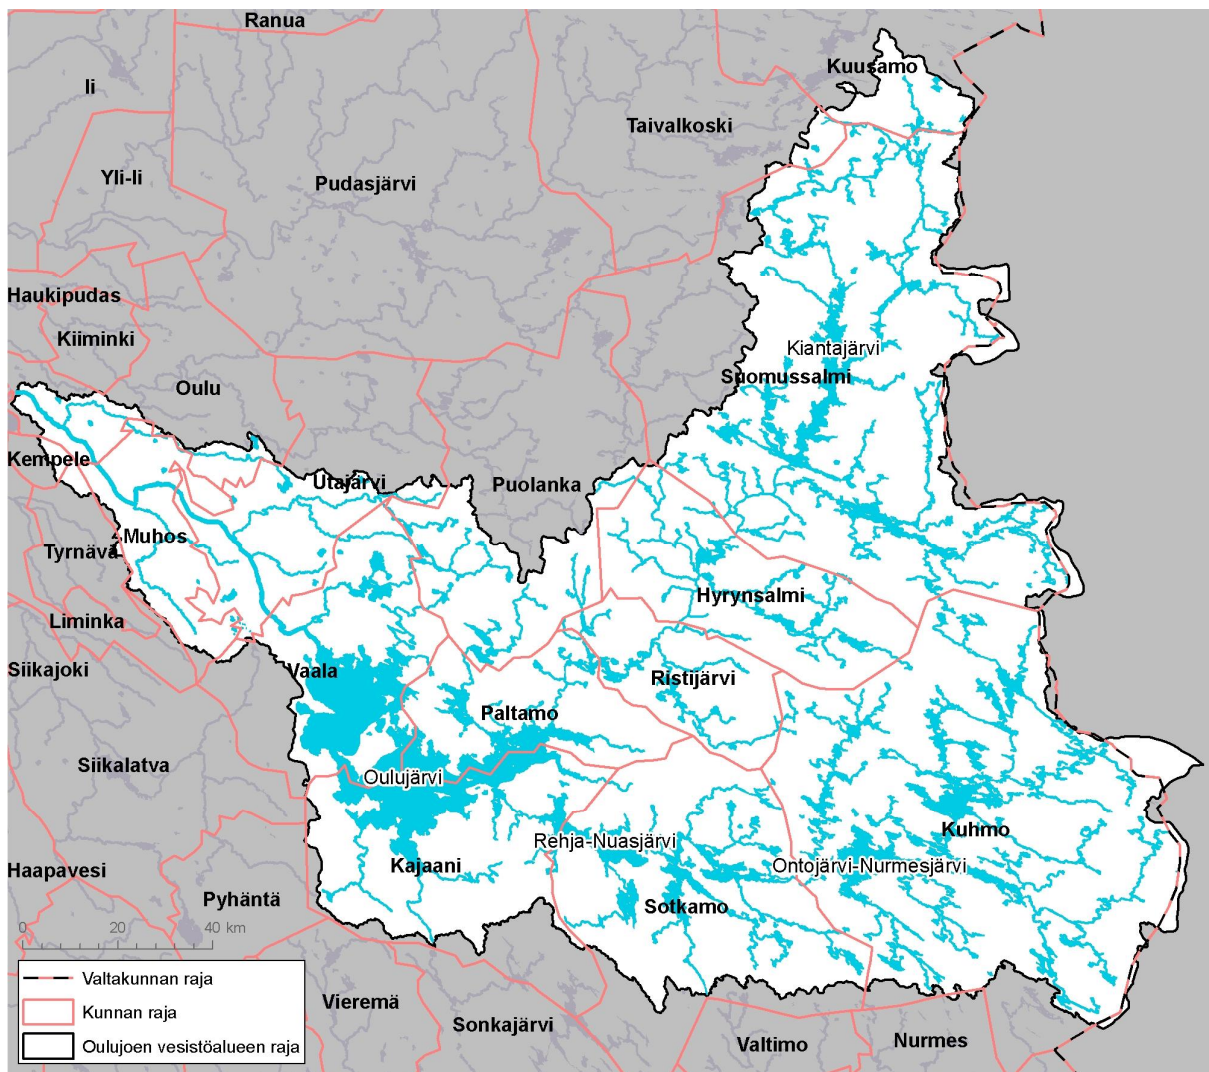 Ranua
Kuusamo
Ii
Taivalkoski
Yli-Ii
Pudasjärvi
Haukipudas
Kiiminki
Kiantajärvi
Suomussalmi
Oulu
Kempele
Utajärvi
Puolanka
Muhos
Tyrnävä
Hyrynsalmi
Liminka
Siikajoki
Vaala
Ristijärvi
Paltamo
Siikalatva
Oulujärvi
Kuhmo
Rehja-Nuasjärvi
Kajaani
Ontojärvi-Nurmesjärvi
Haapavesi
Pyhäntä
Sotkamo
0 20 40 km
Valtakunnan raja
Kunnan raja
Oulujoen vesistöalueen raja
Vieremä
Sonkajärvi
Valtimo
Nurmes